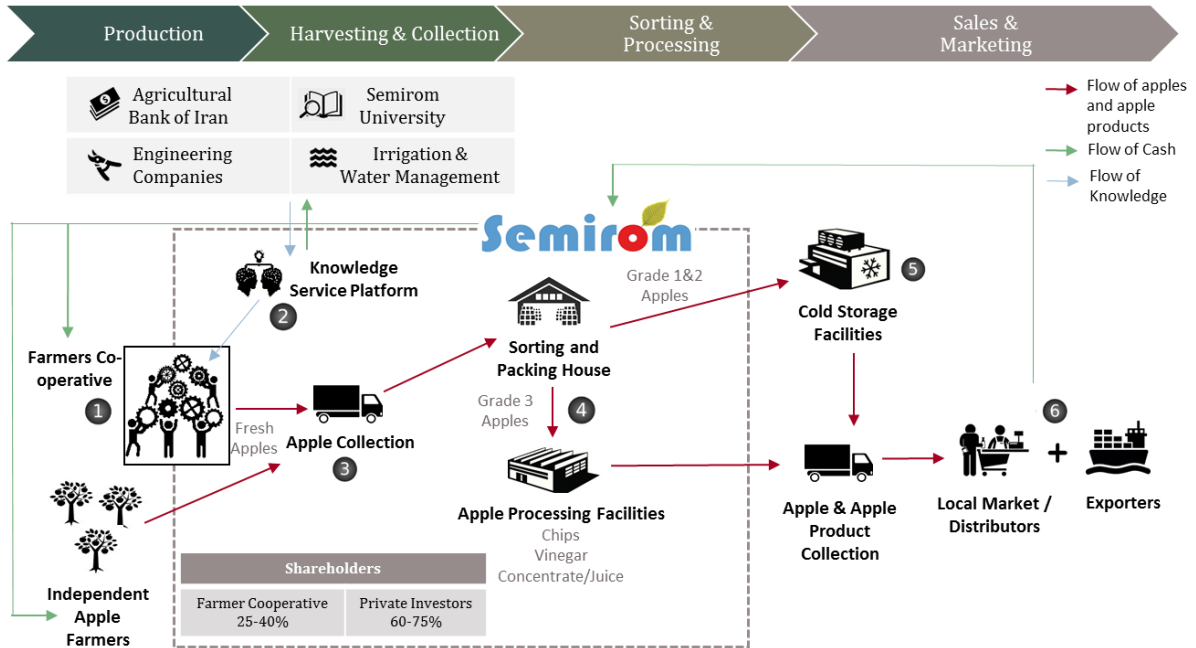 Production
Harvesting & Collection
Sorting &
Processing
Sales &
Marketing
Agricultural
Bank of Iran
Semirom
University
Engineering
Companies
Irrigation &
Water Management
Flow of apples
and apple
products
Flow of Cash
Flow of
Knowledge
Semirom
Knowledge
Service Platform
2
Farmers Co-
operative
1
Fresh
Apples
Apple Collection
3
Sorting and
Packing House
Grade 1&2
Apples
Grade 3
Apples
4
Cold Storage
Facilities
5
Apple Processing Facilities
Chips
Vinegar
Concentrate/Juice
Apple & Apple
Product
Collection
6
Local Market /
Distributors
+
Exporters
Independent
Apple
Farmers
Shareholders
Farmer Cooperative
25-40%
Private Investors
60-75%